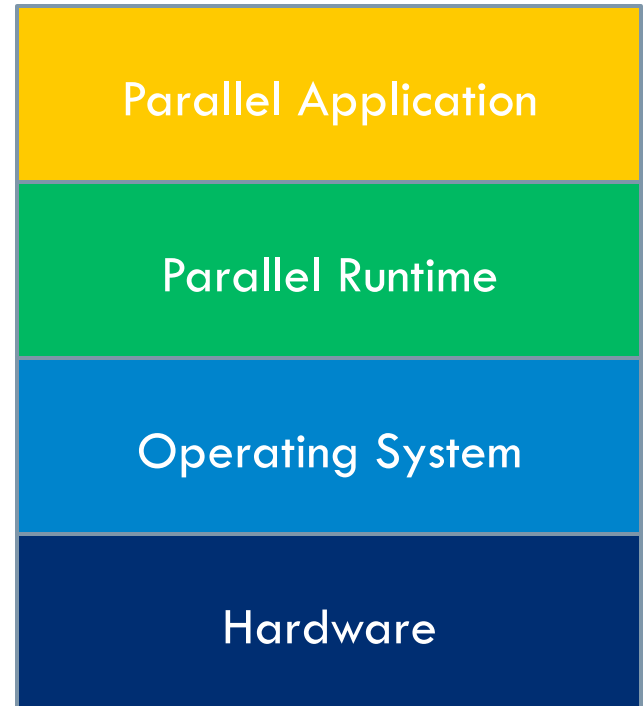 Parallel Application
Parallel Runtime
Operating System
Hardware